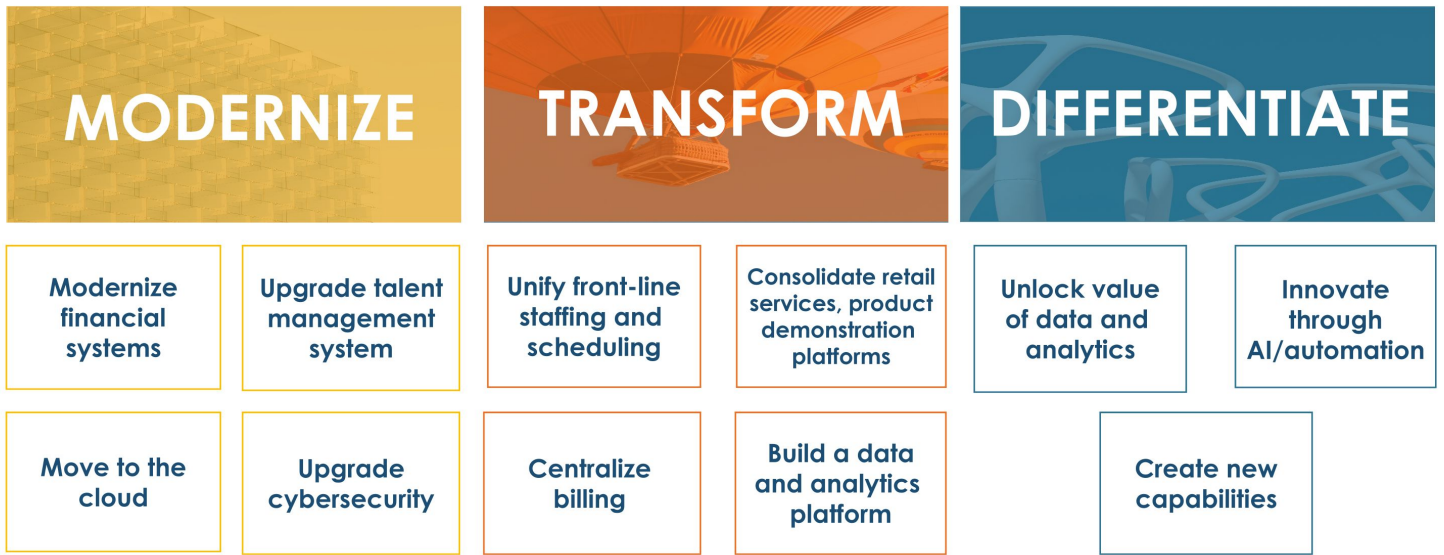 MODERNIZE
TRANSFORM
DIFFERENTIATE
Modernize
financial
systems
Upgrade talent
management
system
Unify front-line
staffing and
scheduling
Consolidate retail
services, product
demonstration
platforms
Unlock value
of data and
analytics
Innovate
through
AI/automation
Move to the
cloud
Upgrade
cybersecurity
Centralize
billing
Build a data
and analytics
platform
Create new
capabilities